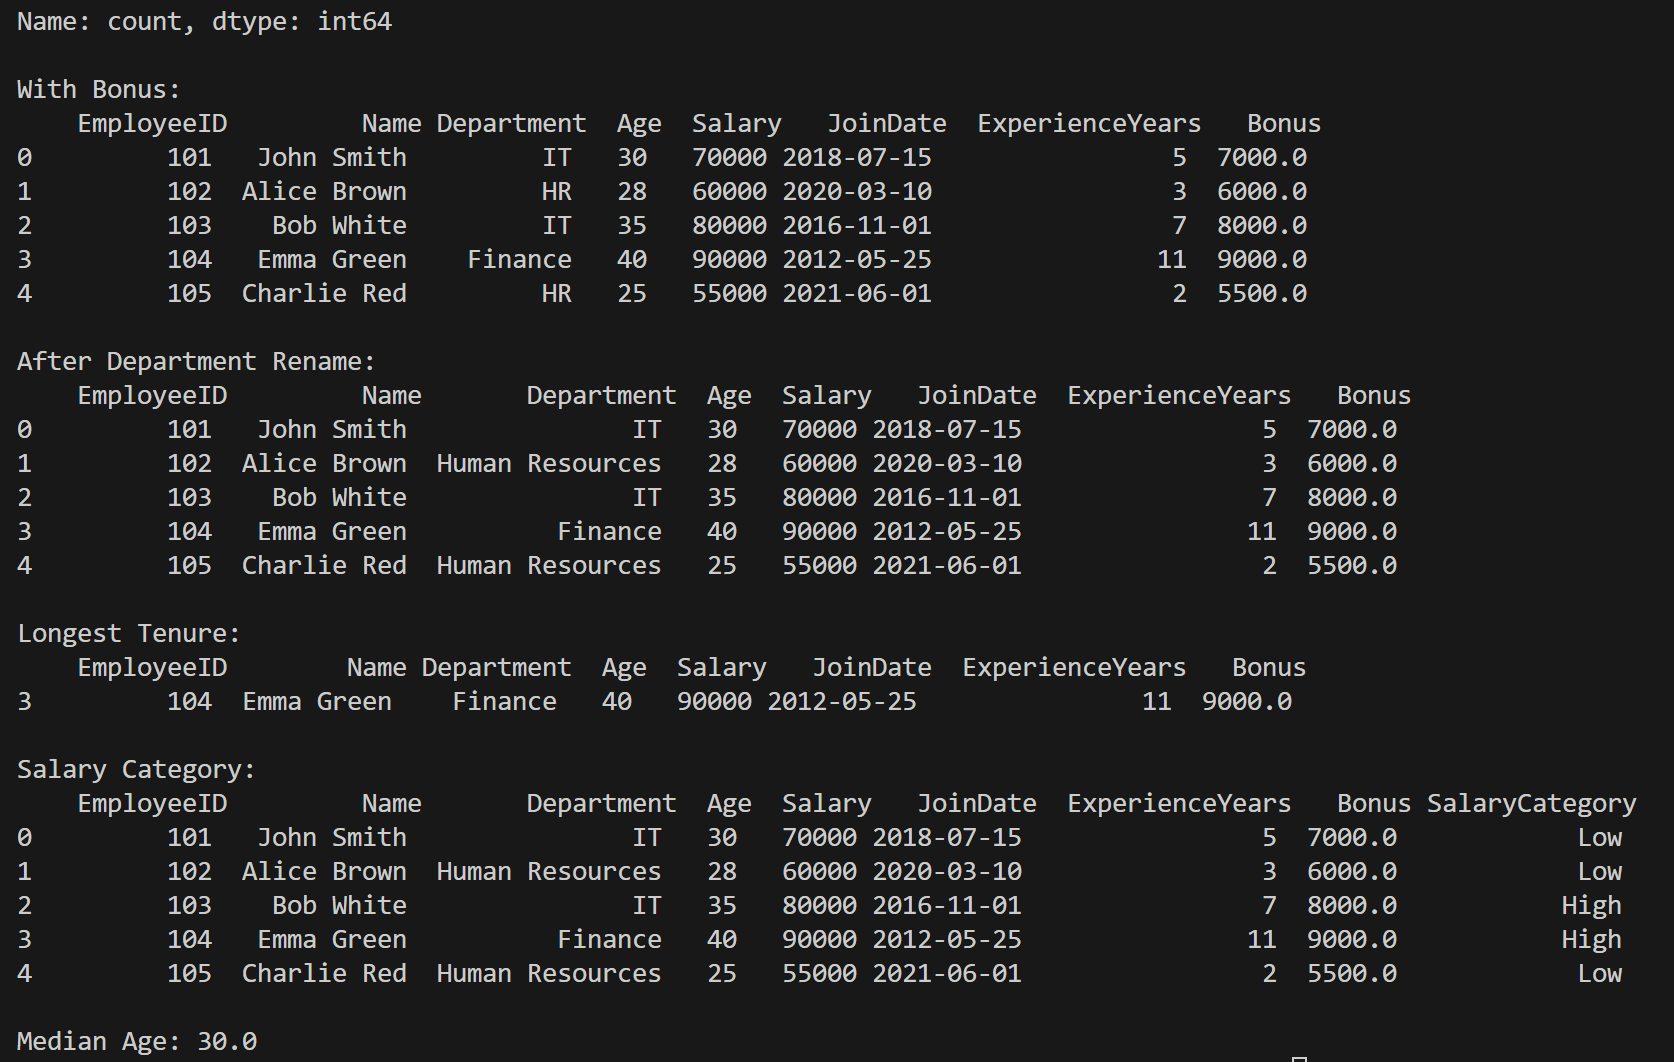 Name: count, dtype: int64

With Bonus:
    EmployeeID         Name Department  Age  Salary   JoinDate  ExperienceYears   Bonus
0         101   John Smith         IT   30   70000 2018-07-15                5  7000.0
1         102  Alice Brown         HR   28   60000 2020-03-10                3  6000.0
2         103    Bob White         IT   35   80000 2016-11-01                7  8000.0
3         104   Emma Green    Finance   40   90000 2012-05-25               11  9000.0
4         105  Charlie Red         HR   25   55000 2021-06-01                2  5500.0

After Department Rename:
    EmployeeID         Name       Department  Age  Salary   JoinDate  ExperienceYears   Bonus
0         101   John Smith               IT   30   70000 2018-07-15                5  7000.0
1         102  Alice Brown  Human Resources   28   60000 2020-03-10                3  6000.0
2         103    Bob White               IT   35   80000 2016-11-01                7  8000.0
3         104   Emma Green          Finance   40   90000 2012-05-25               11  9000.0
4         105  Charlie Red  Human Resources   25   55000 2021-06-01                2  5500.0

Longest Tenure:
    EmployeeID        Name Department  Age  Salary   JoinDate  ExperienceYears   Bonus
3         104  Emma Green    Finance   40   90000 2012-05-25               11  9000.0

Salary Category:
    EmployeeID         Name       Department  Age  Salary   JoinDate  ExperienceYears   Bonus SalaryCategory
0         101   John Smith               IT   30   70000 2018-07-15                5  7000.0            Low
1         102  Alice Brown  Human Resources   28   60000 2020-03-10                3  6000.0            Low
2         103    Bob White               IT   35   80000 2016-11-01                7  8000.0           High
3         104   Emma Green          Finance   40   90000 2012-05-25               11  9000.0           High
4         105  Charlie Red  Human Resources   25   55000 2021-06-01                2  5500.0            Low

Median Age: 30.0